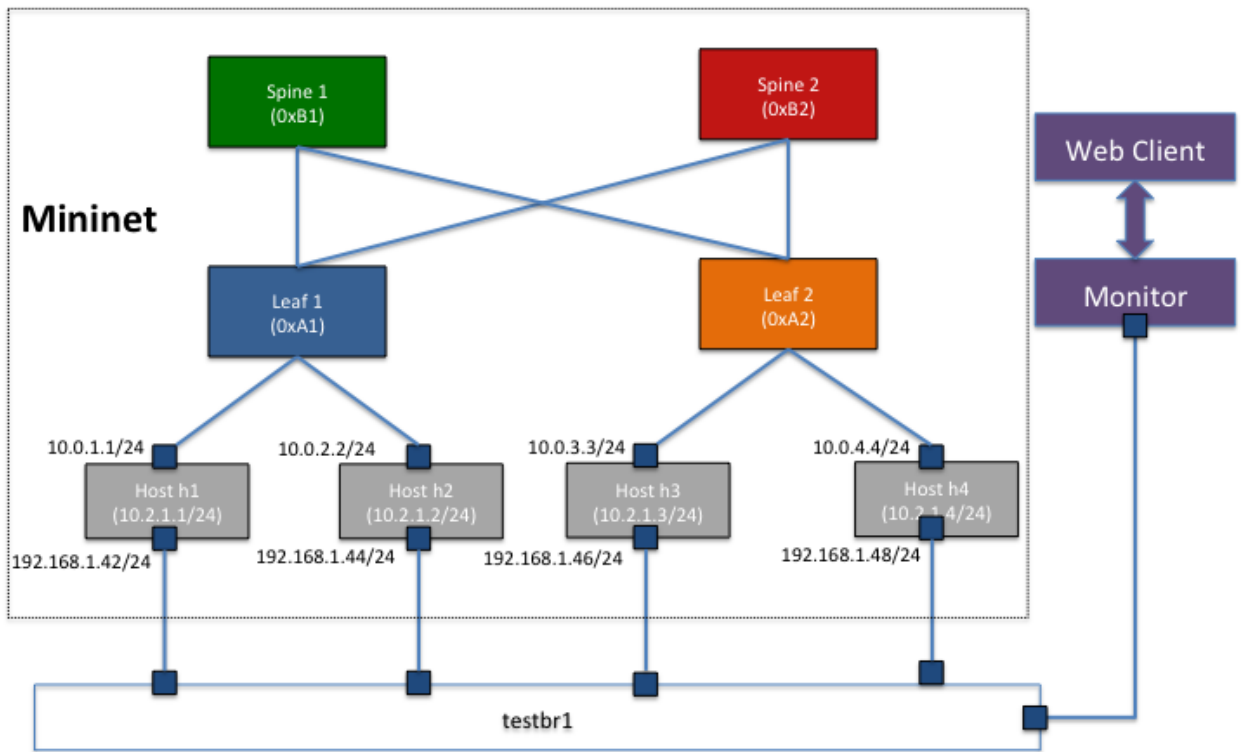 Spine 1
(0xB1)
Spine 2
(0xB2)
Web Client
Mininet
Monitor
Leaf 1
(0xA1)
Leaf 2
(0xA2)
10.0.1.1/24
10.0.2.2/24
10.0.3.3/24
10.0.4.4/24
Host h1
(10.2.1.1/24)
Host h2
(10.2.1.2/24)
Host h3
(10.2.1.3/24)
Host h4
(10.2.1.4/24)
192.168.1.42/24
192.168.1.44/24
192.168.1.46/24
192.168.1.48/24
testbr1